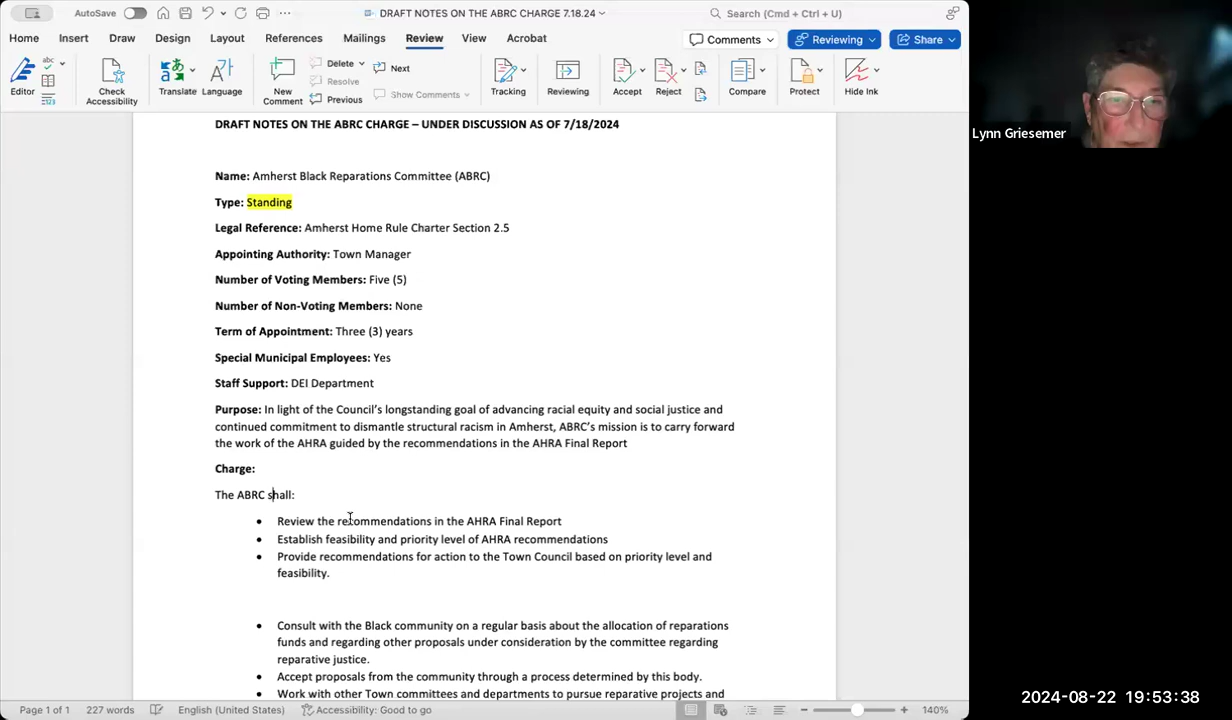 AutoSave
DRAFT NOTES ON THE ABRC CHARGE 7.18.24
Search (Cmd + Ctrl + U)
Home Insert Draw Design Layout References Mailings Review View Acrobat
Comments Reviewing Share
Editor
Check Accessibility
Translate Language
New Comment
Delete
Resolve
Previous
Next
Show Comments
Tracking
Reviewing
Accept Reject
Compare
Protect
Hide Ink
DRAFT NOTES ON THE ABRC CHARGE – UNDER DISCUSSION AS OF 7/18/2024
Name: Amherst Black Reparations Committee (ABRC)
Type: Standing
Legal Reference: Amherst Home Rule Charter Section 2.5
Appointing Authority: Town Manager
Number of Voting Members: Five (5)
Number of Non-Voting Members: None
Term of Appointment: Three (3) years
Special Municipal Employees: Yes
Staff Support: DEI Department
Purpose: In light of the Council's longstanding goal of advancing racial equity and social justice and
continued commitment to dismantle structural racism in Amherst, ABRC's mission is to carry forward
the work of the AHRA guided by the recommendations in the AHRA Final Report
Charge:
The ABRC shall:
• Review the recommendations in the AHRA Final Report
• Establish feasibility and priority level of AHRA recommendations
• Provide recommendations for action to the Town Council based on priority level and
feasibility.
• Consult with the Black community on a regular basis about the allocation of reparations
funds and regarding other proposals under consideration by the committee regarding
reparative justice.
• Accept proposals from the community through a process determined by this body.
• Work with other Town committees and departments to pursue reparative projects and
Page 1 of 1 227 words English (United States) Accessibility: Good to go 140%
Lynn Griesemer
2024-08-22 19:53:38